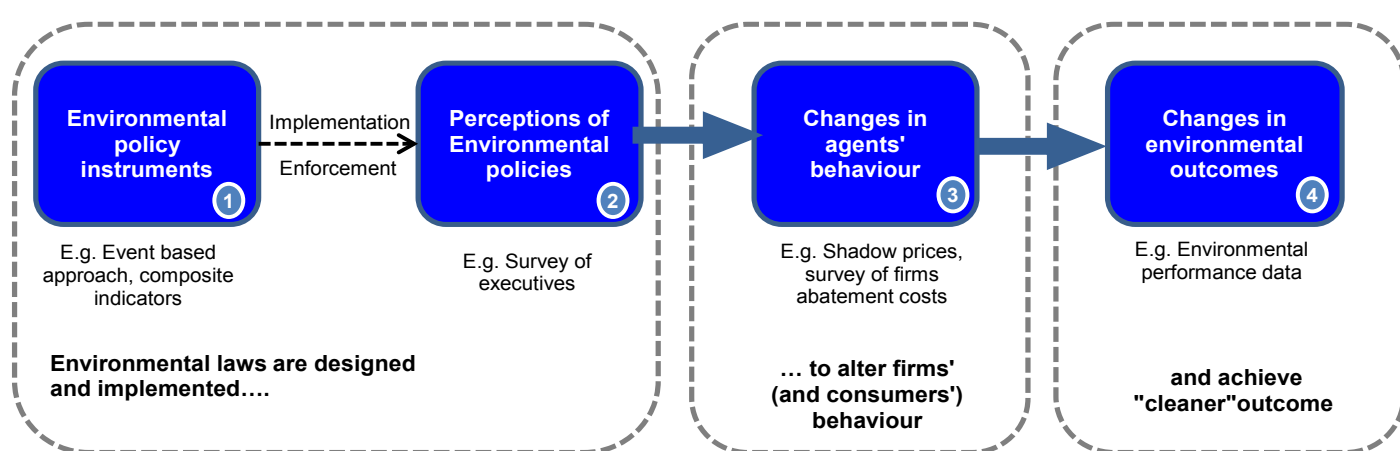 Environmental
policy
instruments
1
Implementation
Enforcement
Perceptions of
Environmental
policies
2
Changes in
agents'
behaviour
3
Changes in
environmental
outcomes
4
E.g. Event based
approach, composite
indicators
E.g. Survey of
executives
E.g. Shadow prices,
survey of firms
abatement costs
E.g. Environmental
performance data
Environmental laws are designed
and implemented....
... to alter firms'
(and consumers')
behaviour
and achieve
"cleaner"outcome